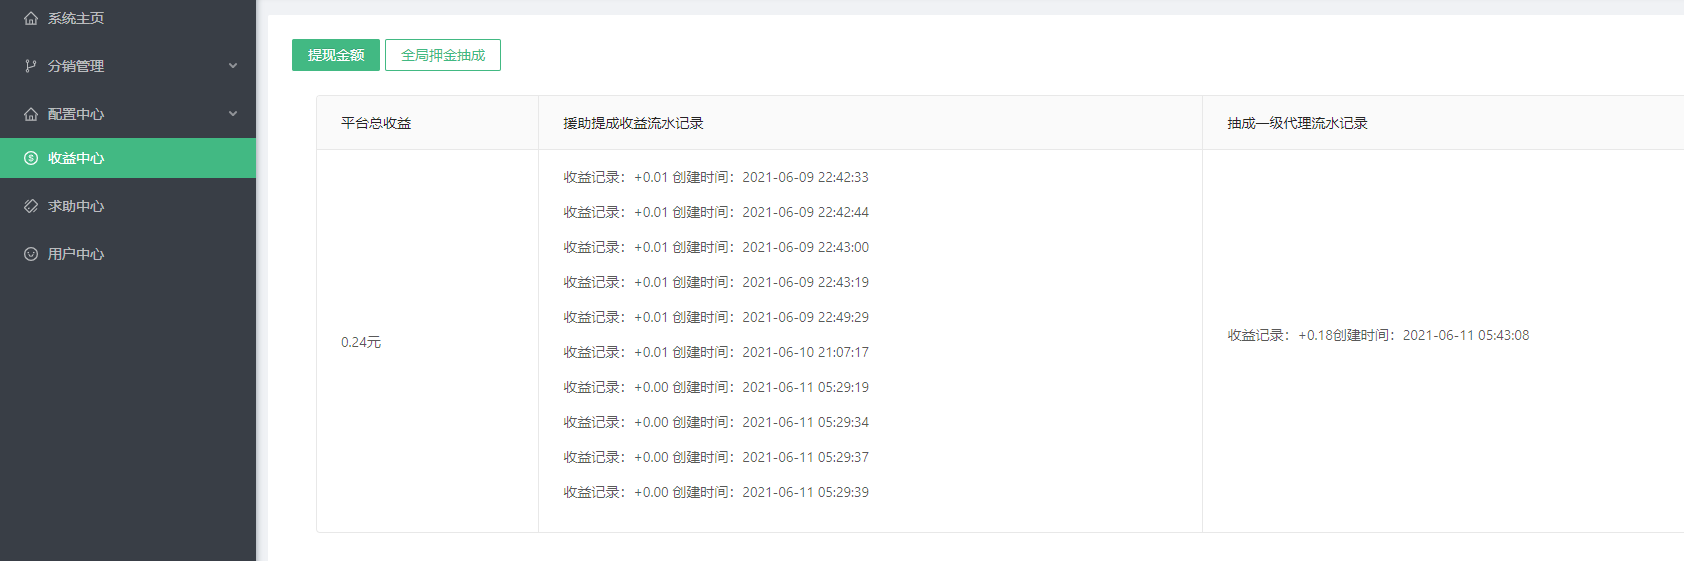 系统主页
分销管理
配置中心
收益中心
求助中心
用户中心
提现金额 全局押金抽成
平台总收益 援助提成收益流水记录 抽成一级代理流水记录
收益记录：+0.01 创建时间：2021-06-09 22:42:33
收益记录：+0.01 创建时间：2021-06-09 22:42:44
收益记录：+0.01 创建时间：2021-06-09 22:43:00
收益记录：+0.01 创建时间：2021-06-09 22:43:19
收益记录：+0.01 创建时间：2021-06-09 22:49:29
收益记录：+0.01 创建时间：2021-06-10 21:07:17
收益记录：+0.00 创建时间：2021-06-11 05:29:19
收益记录：+0.00 创建时间：2021-06-11 05:29:34
收益记录：+0.00 创建时间：2021-06-11 05:29:37
收益记录：+0.00 创建时间：2021-06-11 05:29:39
0.24元
收益记录：+0.18创建时间：2021-06-11 05:43:08